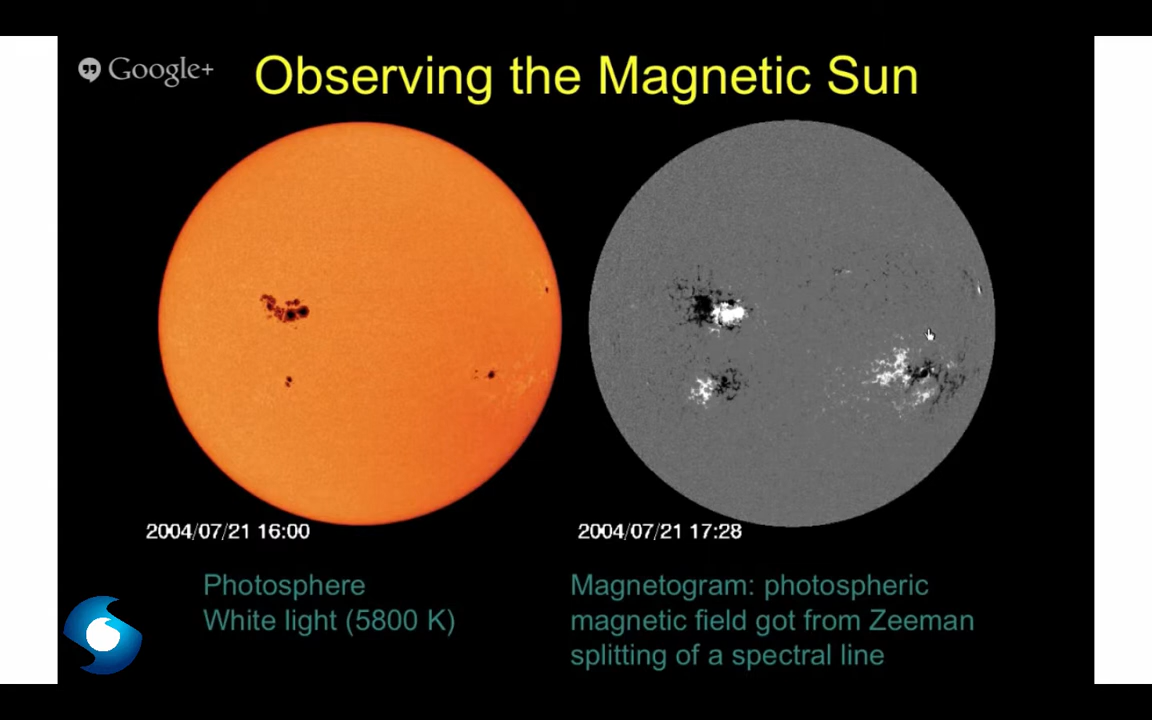 Google+
Observing the Magnetic Sun
2004/07/21 16:00
2004/07/21 17:28
Photosphere
White light (5800 K)
Magnetogram: photospheric
magnetic field got from Zeeman
splitting of a spectral line